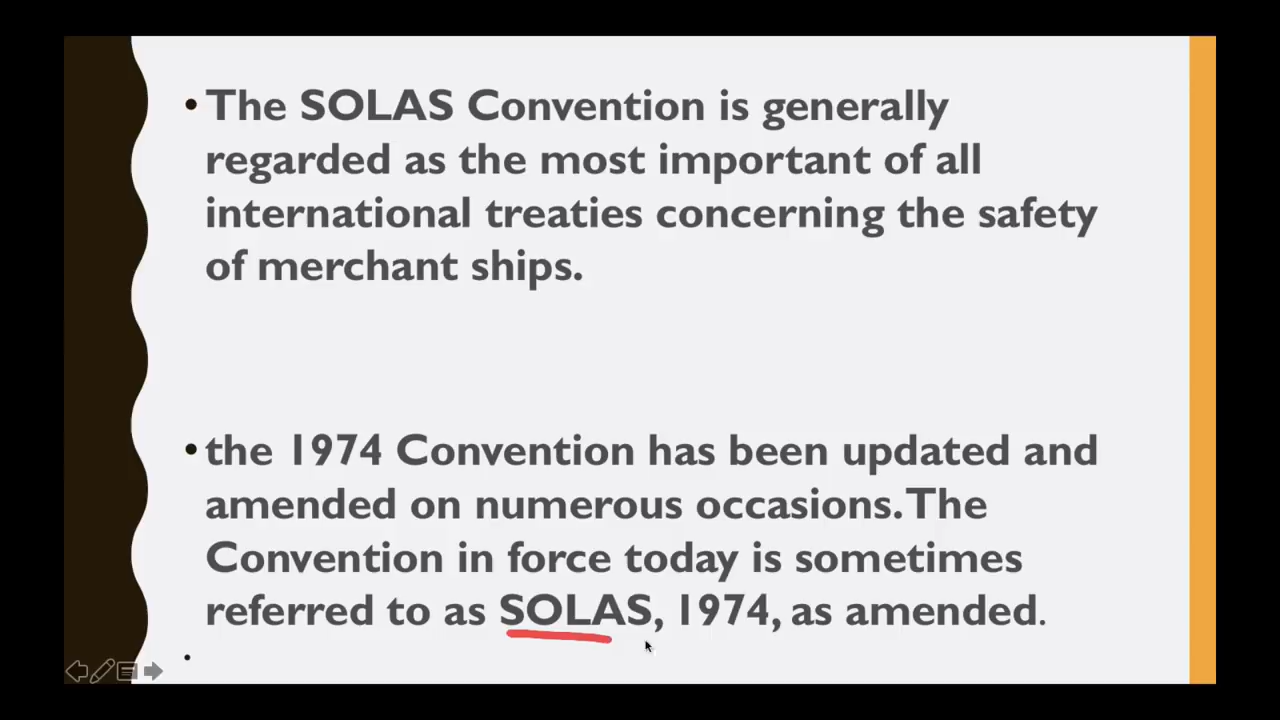 • The SOLAS Convention is generally
regarded as the most important of all
international treaties concerning the safety
of merchant ships.
• the 1974 Convention has been updated and
amended on numerous occasions. The
Convention in force today is sometimes
referred to as SOLAS, 1974, as amended.
•